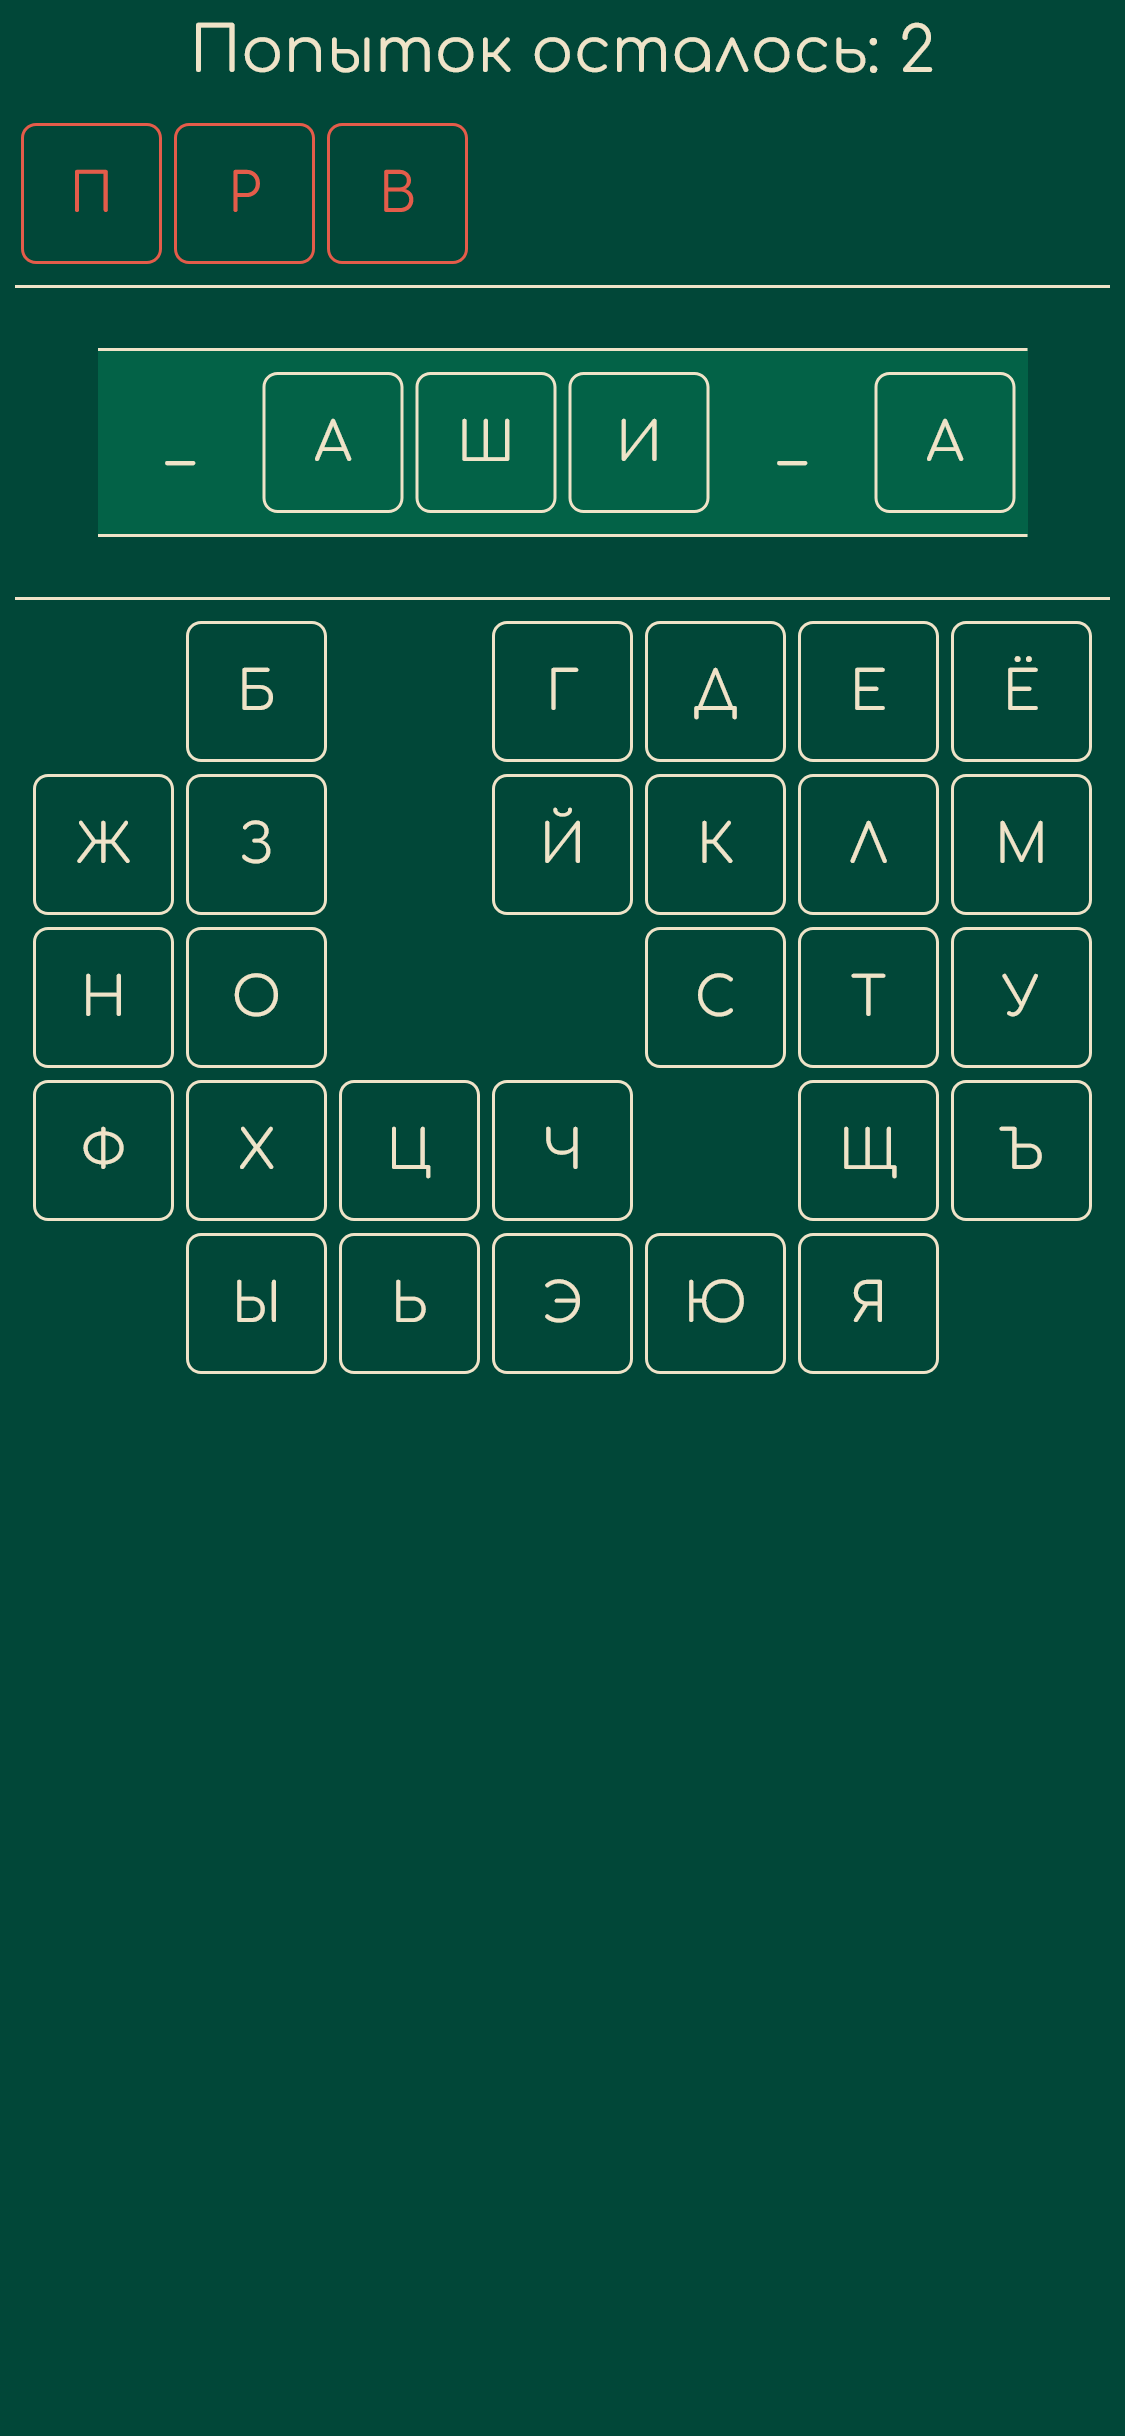 Попыток осталось: 2
П Р В
_ А Ш И _ А
Б Г Д Е Ё
Ж З Й К Л М
Н О С Т У
Ф Х Ц Ч Щ Ъ
Ы Ь Э Ю Я